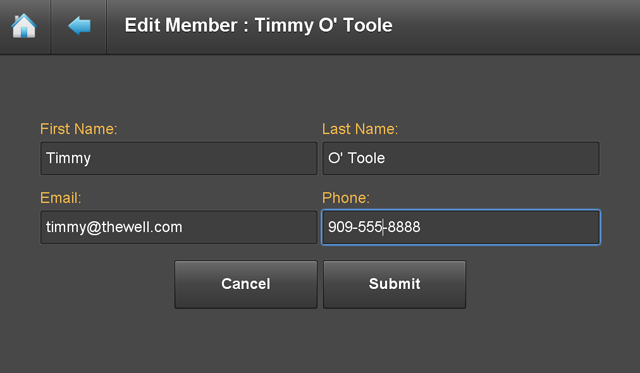 Edit Member : Timmy O' Toole
First Name: Last Name:
Timmy O' Toole
Email: Phone:
timmy@thewell.com 909-555-8888
Cancel Submit